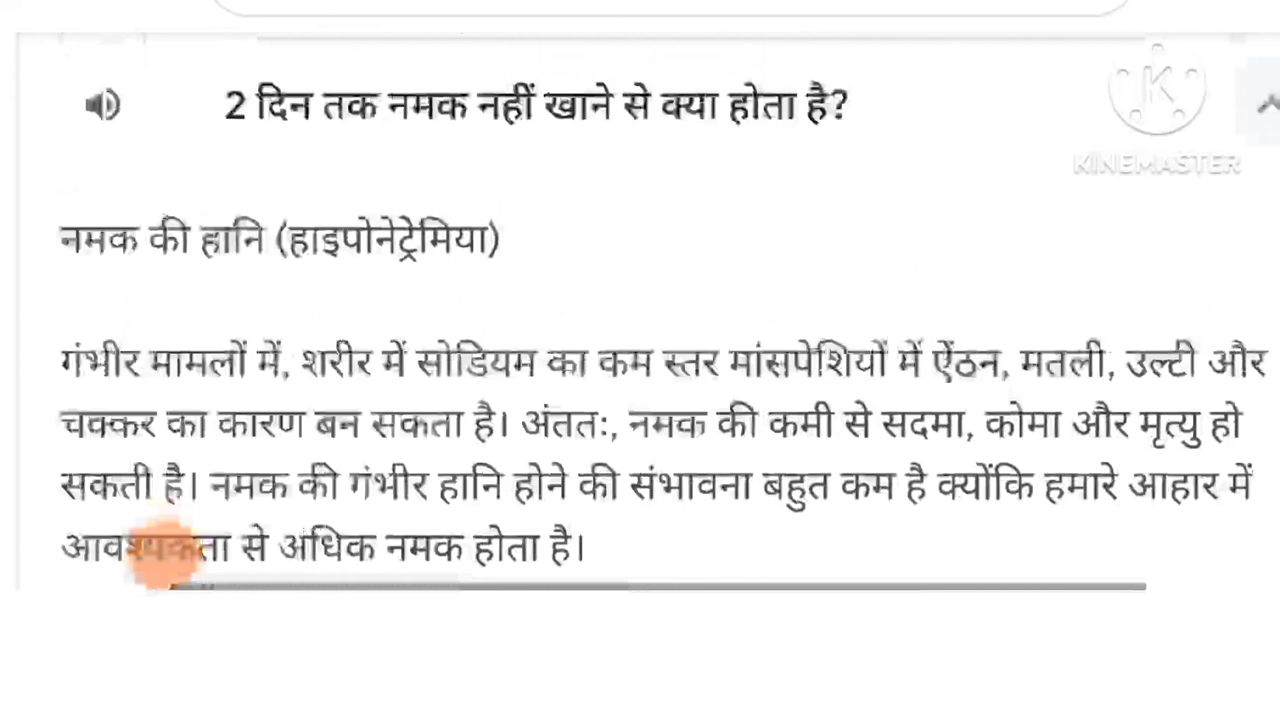 2 दिन तक नमक नहीं खाने से क्या होता है?
K
KINEMASTER
नमक की हानि (हाइपोनेट्रेमिया)
गंभीर मामलों में, शरीर में सोडियम का कम स्तर मांसपेशियों में ऐंठन, मतली, उल्टी और
चक्कर का कारण बन सकता है। अंततः, नमक की कमी से सदमा, कोमा और मृत्यु हो
सकती है। नमक की गंभीर हानि होने की संभावना बहुत कम है क्योंकि हमारे आहार में
आवश्यकता से अधिक नमक होता है।